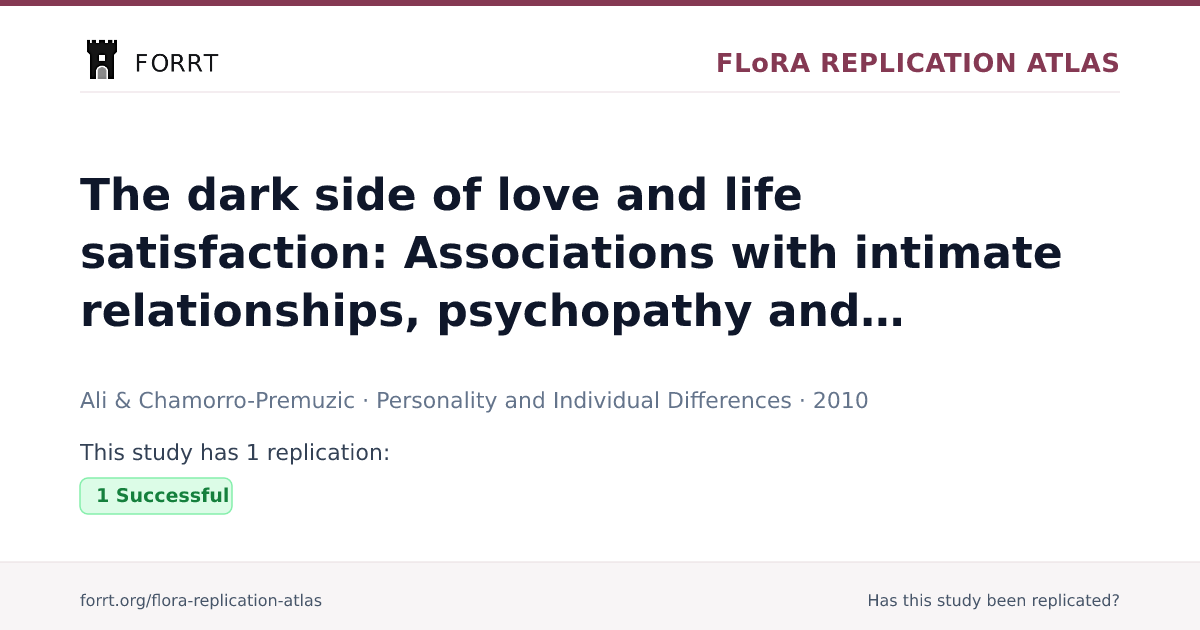 FORRT
FLoRA REPLICATION ATLAS
The dark side of love and life
satisfaction: Associations with intimate
relationships, psychopathy and…
Ali & Chamorro-Premuzic · Personality and Individual Differences · 2010
This study has 1 replication:
1 Successful
forrt.org/flora-replication-atlas
Has this study been replicated?